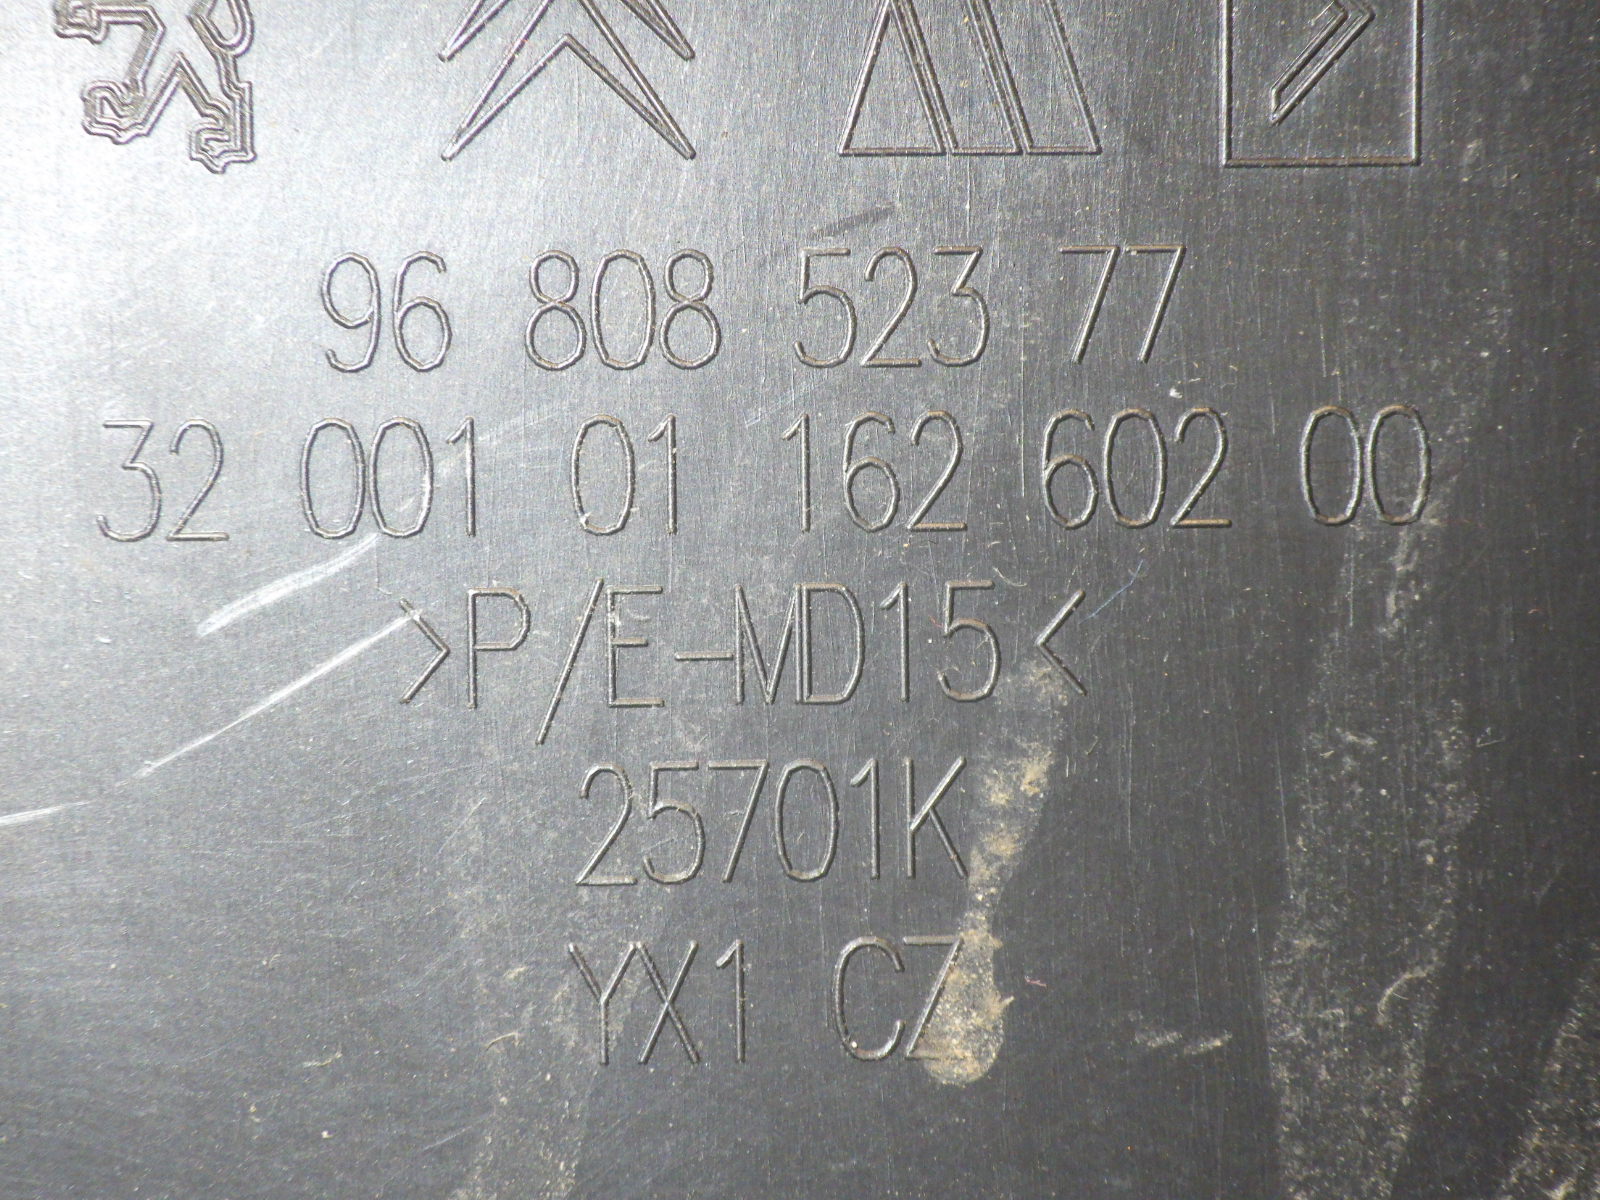 96 808 523 77
32 001 01 162 602 00
>P/E-MD15<
25701K
YX1 CZ